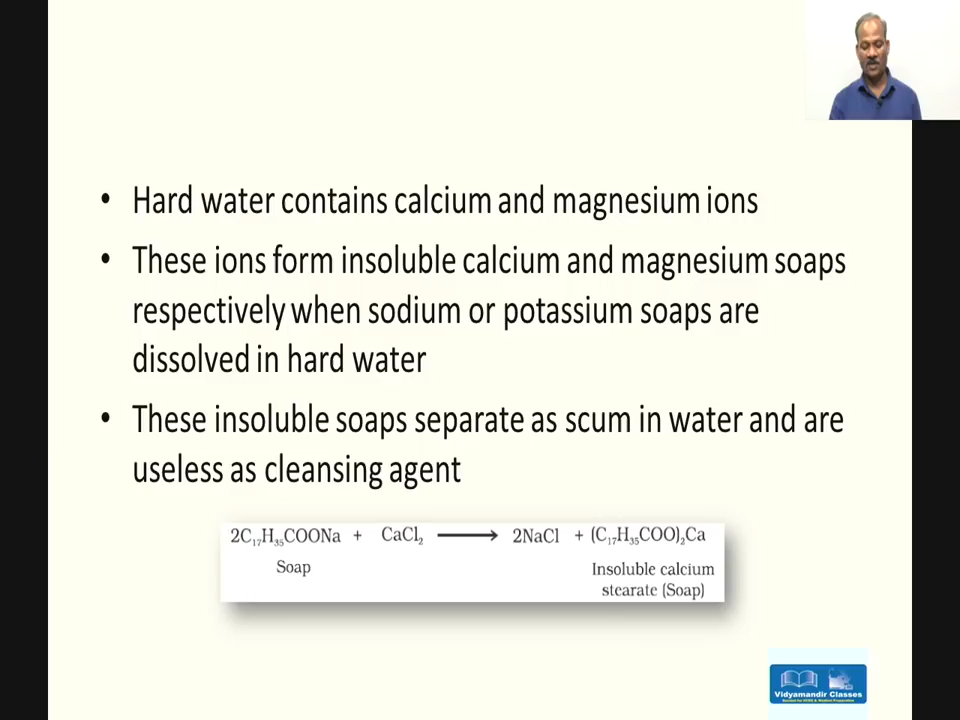 • Hard water contains calcium and magnesium ions
• These ions form insoluble calcium and magnesium soaps
respectively when sodium or potassium soaps are
dissolved in hard water
• These insoluble soaps separate as scum in water and are
useless as cleansing agent
2C₁₇H₃₅COONa + CaCl₂ ⟶ 2NaCl + (C₁₇H₃₅COO)₂Ca
Soap Insoluble calcium
stearate (Soap)
Vidyamandir Classes